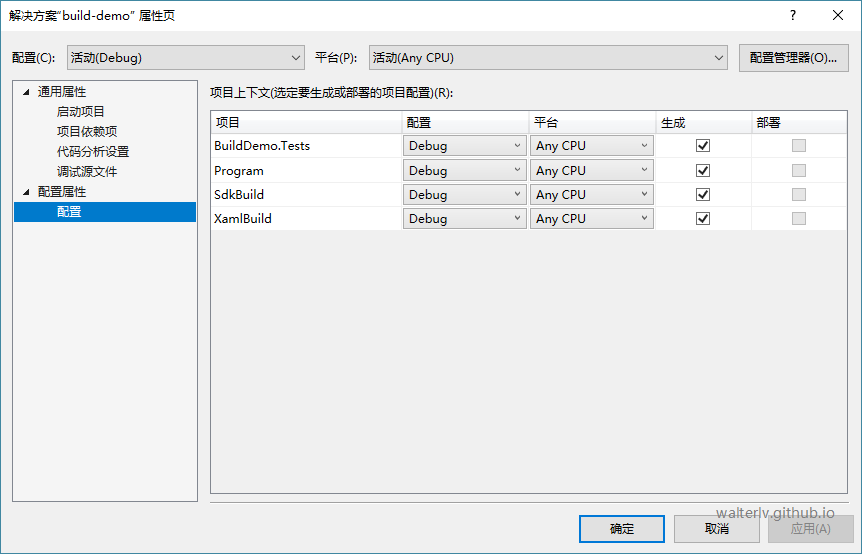 解决方案“build-demo” 属性页
配置(C): 活动(Debug) 平台(P): 活动(Any CPU) 配置管理器(O)...
通用属性
启动项目
项目依赖项
代码分析设置
调试源文件
配置属性
配置
项目上下文(选定要生成或部署的项目配置)(R):
项目 配置 平台 生成 部署
BuildDemo.Tests Debug Any CPU
Program Debug Any CPU
SdkBuild Debug Any CPU
XamlBuild Debug Any CPU
walterlv.github.io
确定 取消 应用(A)